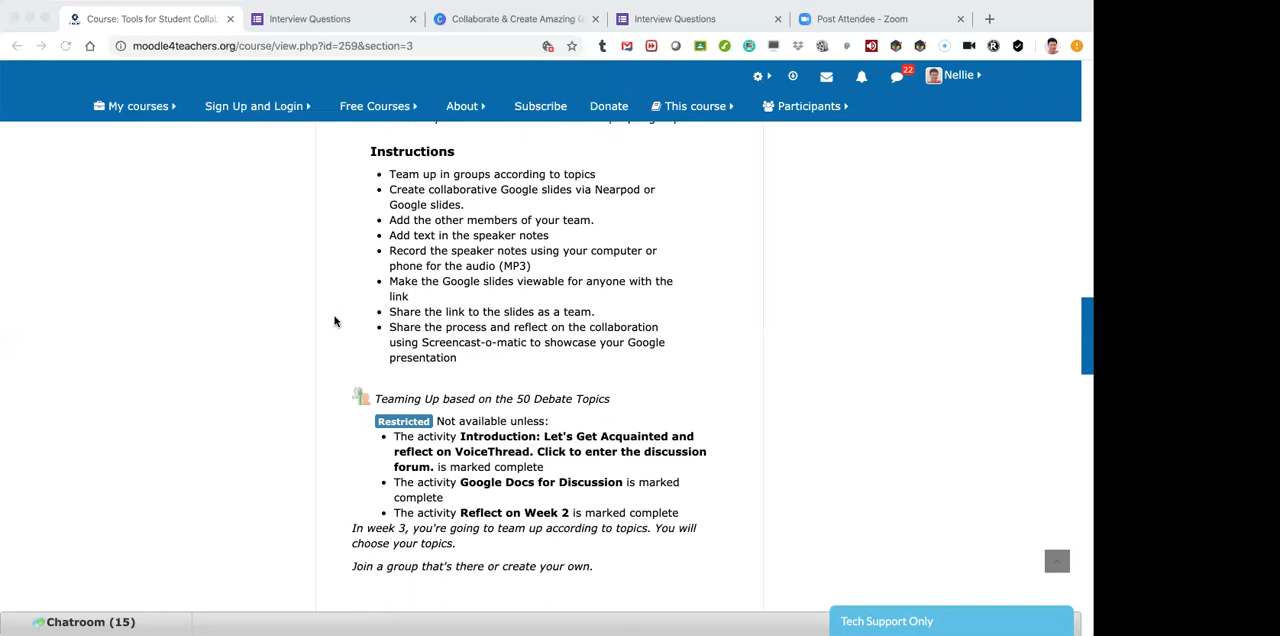 Course: Tools for Student Collab
Interview Questions
Collaborate & Create Amazing G
Interview Questions
Post Attendee - Zoom
moodle4teachers.org/course/view.php?id=259&section=3
22
Nellie
My courses
Sign Up and Login
Free Courses
About
Subscribe
Donate
This course
Participants
Instructions
Team up in groups according to topics
Create collaborative Google slides via Nearpod or
Google slides.
Add the other members of your team.
Add text in the speaker notes
Record the speaker notes using your computer or
phone for the audio (MP3)
Make the Google slides viewable for anyone with the
link
Share the link to the slides as a team.
Share the process and reflect on the collaboration
using Screencast-o-matic to showcase your Google
presentation
Teaming Up based on the 50 Debate Topics
Restricted Not available unless:
The activity Introduction: Let's Get Acquainted and
reflect on VoiceThread. Click to enter the discussion
forum. is marked complete
The activity Google Docs for Discussion is marked
complete
The activity Reflect on Week 2 is marked complete
In week 3, you're going to team up according to topics. You will
choose your topics.
Join a group that's there or create your own.
Chatroom (15)
Tech Support Only